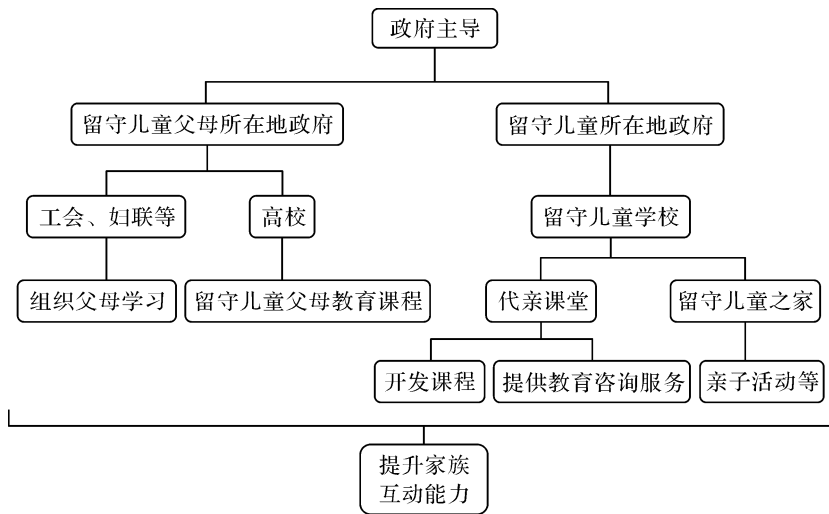 政府主导
留守儿童父母所在地政府
留守儿童所在地政府
工会、妇联等
高校
留守儿童学校
组织父母学习
留守儿童父母教育课程
代亲课堂
留守儿童之家
开发课程
提供教育咨询服务
亲子活动等
提升家族
互动能力